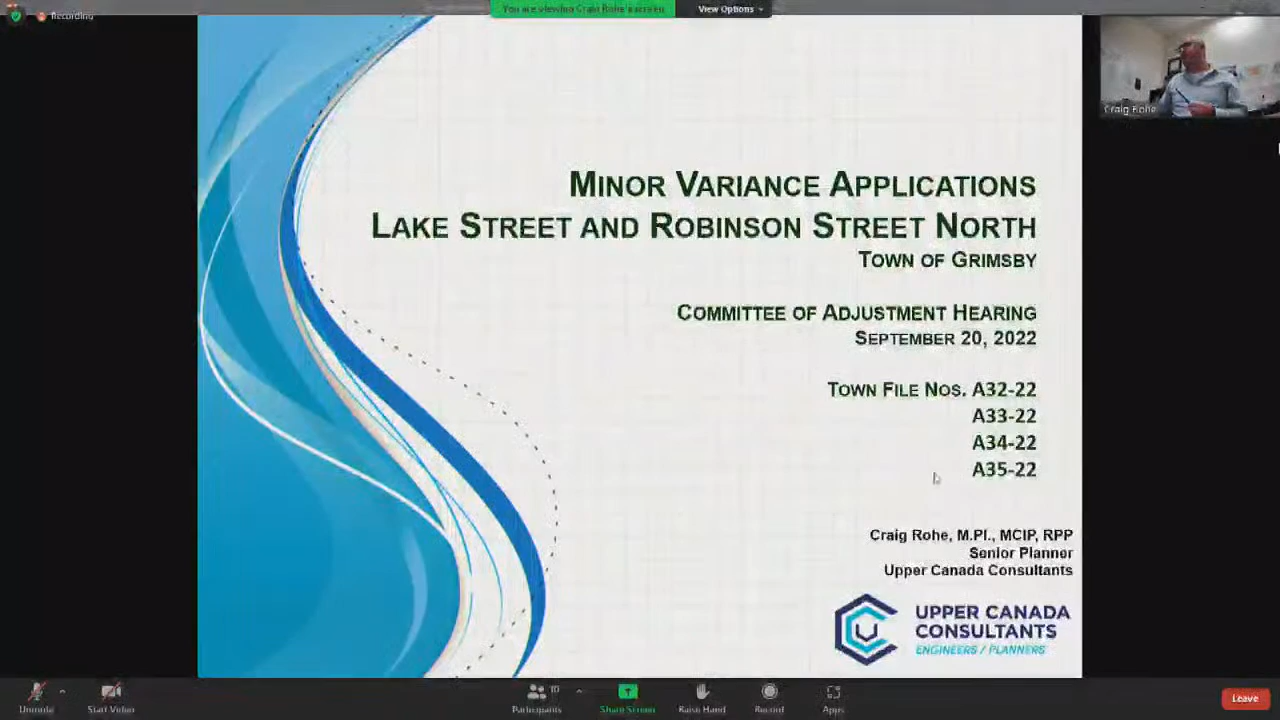 Recording
You are viewing Craig Rohe's screen
View Options
Craig Rohe
MINOR VARIANCE APPLICATIONS
LAKE STREET AND ROBINSON STREET NORTH
TOWN OF GRIMSBY
COMMITTEE OF ADJUSTMENT HEARING
SEPTEMBER 20, 2022
TOWN FILE NOS. A32-22
A33-22
A34-22
A35-22
Craig Rohe, M.Pl., MCIP, RPP
Senior Planner
Upper Canada Consultants
UPPER CANADA
CONSULTANTS
ENGINEERS / PLANNERS
Unmute
Start Video
Participants
10
Share Screen
Raise Hand
Record
Apps
Leave